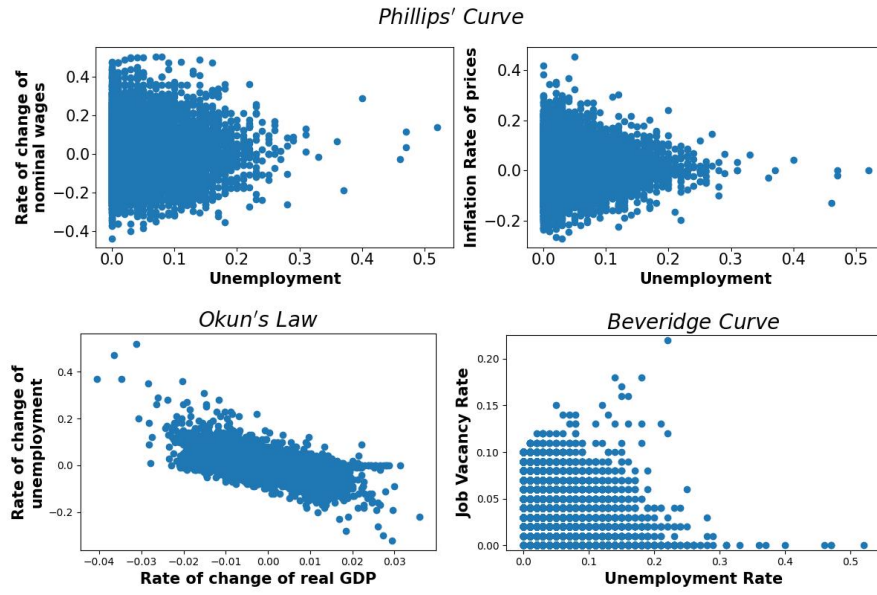 Phillips' Curve
Rate of change of
nominal wages
0.4
0.2
0.0
−0.2
−0.4
0.0 0.1 0.2 0.3 0.4 0.5
Unemployment
Inflation Rate of prices
0.4
0.2
0.0
−0.2
0.0 0.1 0.2 0.3 0.4 0.5
Unemployment
Okun's Law
Rate of change of
unemployment
0.4
0.2
0.0
−0.2
−0.04 −0.03 −0.02 −0.01 0.00 0.01 0.02 0.03
Rate of change of real GDP
Beveridge Curve
Job Vacancy Rate
0.20
0.15
0.10
0.05
0.00
0.0 0.1 0.2 0.3 0.4 0.5
Unemployment Rate